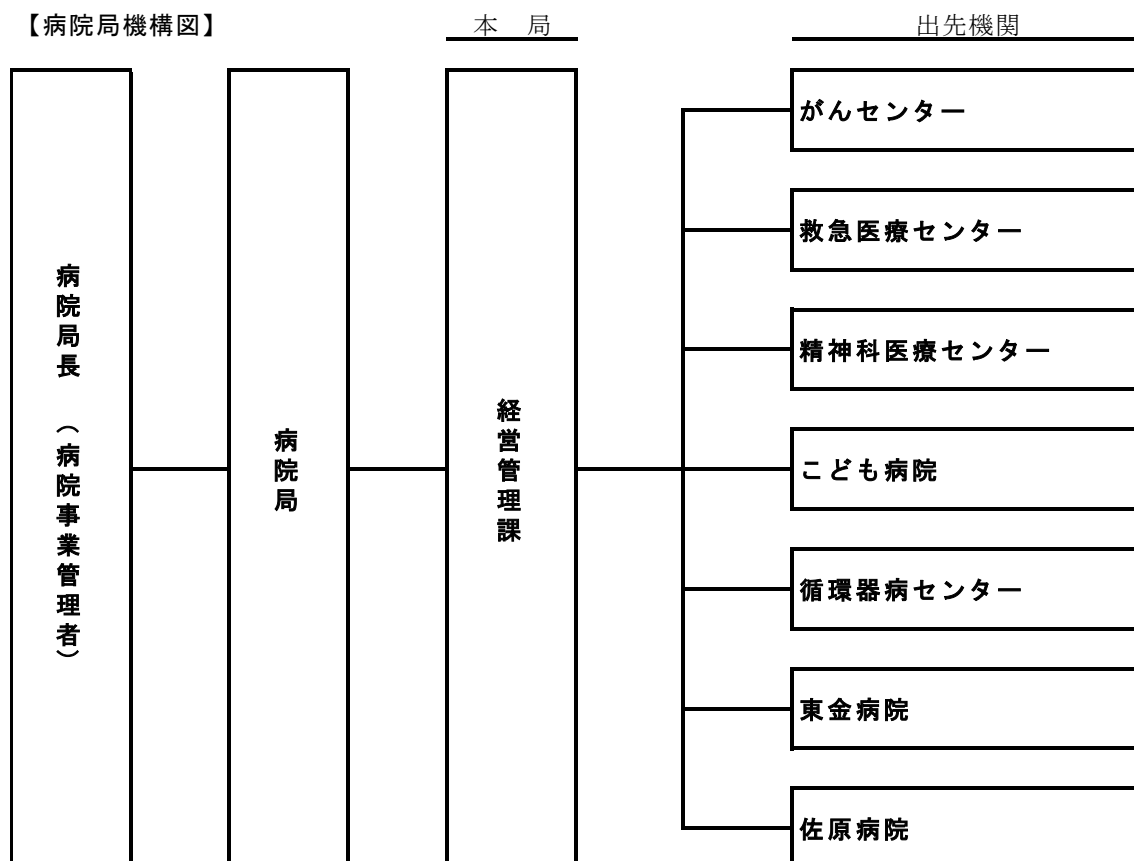 【病院局機構図】
本　局
出先機関
病院局長（病院事業管理者）
病院局
経営管理課
がんセンター
救急医療センター
精神科医療センター
こども病院
循環器病センター
東金病院
佐原病院